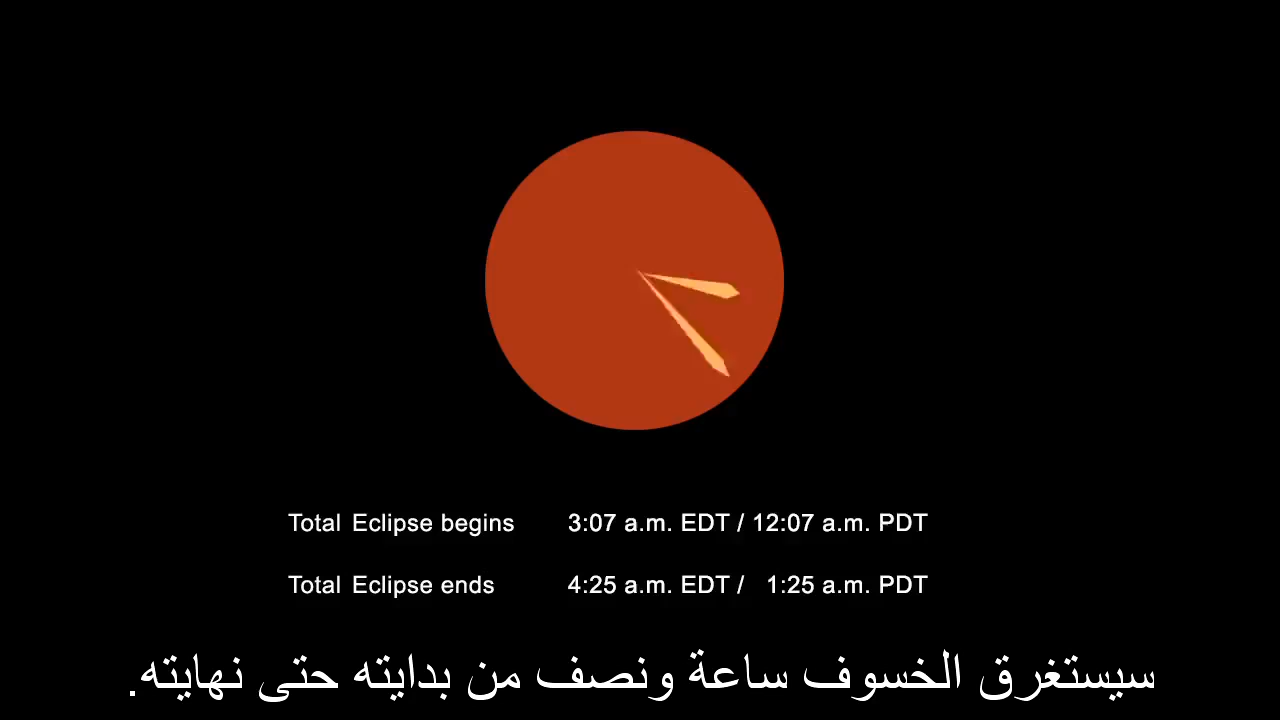 Total Eclipse begins 3:07 a.m. EDT / 12:07 a.m. PDT
Total Eclipse ends 4:25 a.m. EDT / 1:25 a.m. PDT
سيستغرق الخسوف ساعة ونصف من بدايته حتى نهايته.